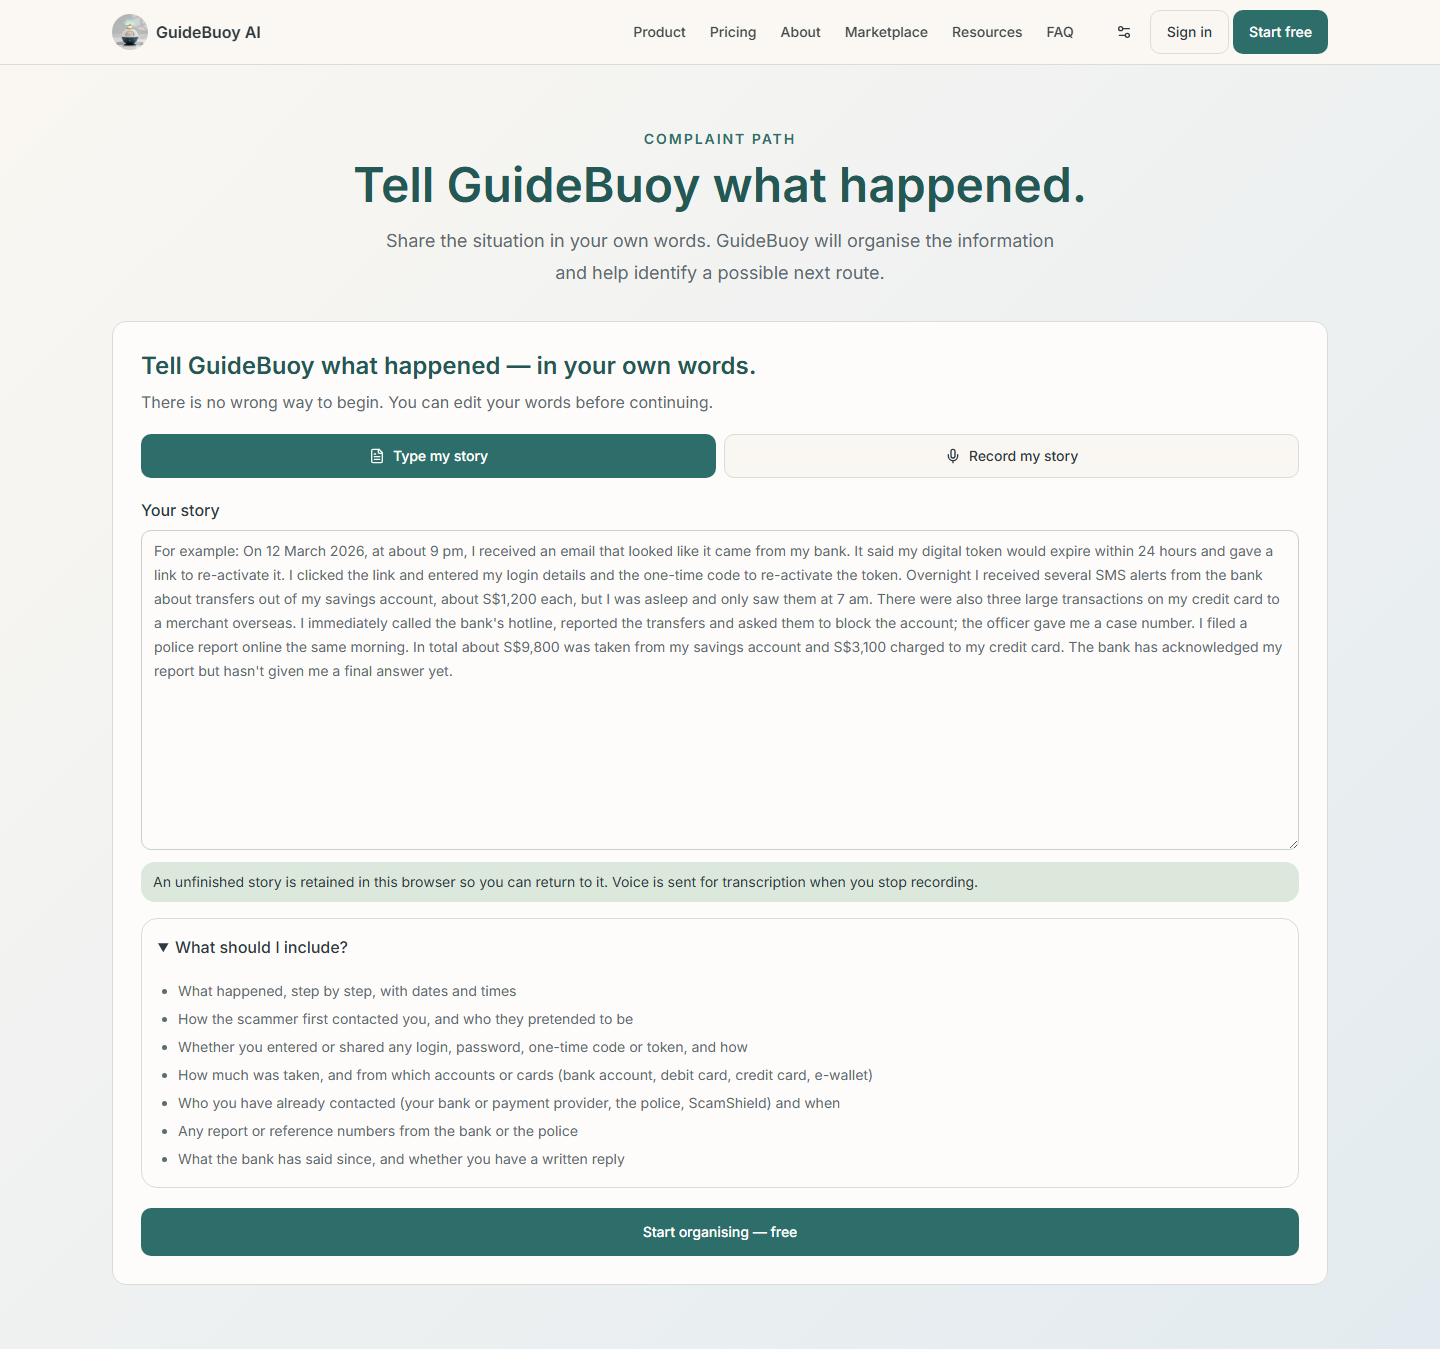 GuideBuoy AI
Product
Pricing
About
Marketplace
Resources
FAQ
Sign in
Start free
COMPLAINT PATH
Tell GuideBuoy what happened.
Share the situation in your own words. GuideBuoy will organise the information
and help identify a possible next route.
Tell GuideBuoy what happened — in your own words.
There is no wrong way to begin. You can edit your words before continuing.
Type my story
Record my story
Your story
For example: On 12 March 2026, at about 9 pm, I received an email that looked like it came from my bank. It said my digital token would expire within 24 hours and gave a
link to re-activate it. I clicked the link and entered my login details and the one-time code to re-activate the token. Overnight I received several SMS alerts from the bank
about transfers out of my savings account, about S$1,200 each, but I was asleep and only saw them at 7 am. There were also three large transactions on my credit card to
a merchant overseas. I immediately called the bank's hotline, reported the transfers and asked them to block the account; the officer gave me a case number. I filed a
police report online the same morning. In total about S$9,800 was taken from my savings account and S$3,100 charged to my credit card. The bank has acknowledged my
report but hasn't given me a final answer yet.
An unfinished story is retained in this browser so you can return to it. Voice is sent for transcription when you stop recording.
What should I include?
What happened, step by step, with dates and times
How the scammer first contacted you, and who they pretended to be
Whether you entered or shared any login, password, one-time code or token, and how
How much was taken, and from which accounts or cards (bank account, debit card, credit card, e-wallet)
Who you have already contacted (your bank or payment provider, the police, ScamShield) and when
Any report or reference numbers from the bank or the police
What the bank has said since, and whether you have a written reply
Start organising — free